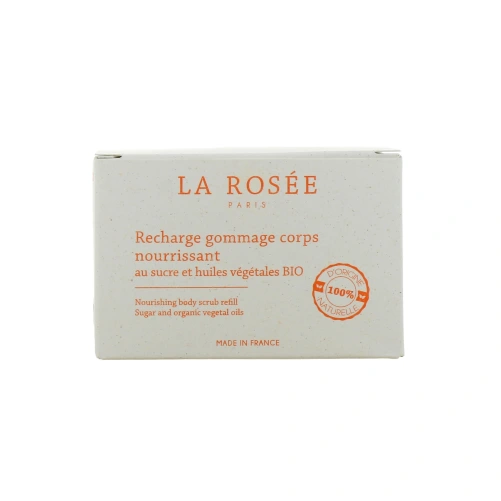 LA ROSÉE
PARIS
Recharge gommage corps
nourrissant
au sucre et huiles végétales BIO
Nourishing body scrub refill
Sugar and organic vegetal oils
D'ORIGINE
100%
NATURELLE
MADE IN FRANCE